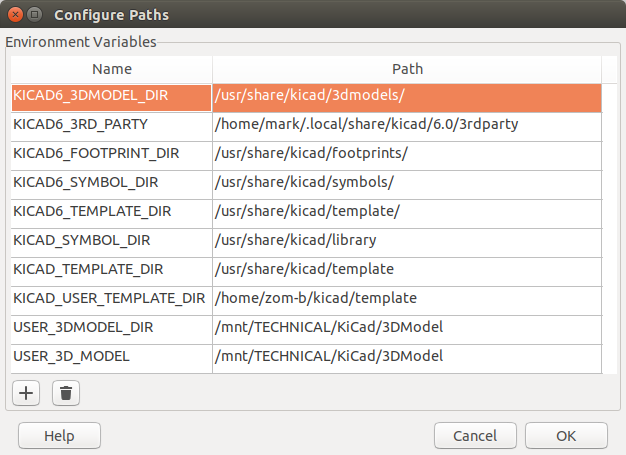 Configure Paths
Environment Variables
Name Path
KICAD6_3DMODEL_DIR /usr/share/kicad/3dmodels/
KICAD6_3RD_PARTY /home/mark/.local/share/kicad/6.0/3rdparty
KICAD6_FOOTPRINT_DIR /usr/share/kicad/footprints/
KICAD6_SYMBOL_DIR /usr/share/kicad/symbols/
KICAD6_TEMPLATE_DIR /usr/share/kicad/template/
KICAD_SYMBOL_DIR /usr/share/kicad/library
KICAD_TEMPLATE_DIR /usr/share/kicad/template
KICAD_USER_TEMPLATE_DIR /home/zom-b/kicad/template
USER_3DMODEL_DIR /mnt/TECHNICAL/KiCad/3DModel
USER_3D_MODEL /mnt/TECHNICAL/KiCad/3DModel
Help Cancel OK